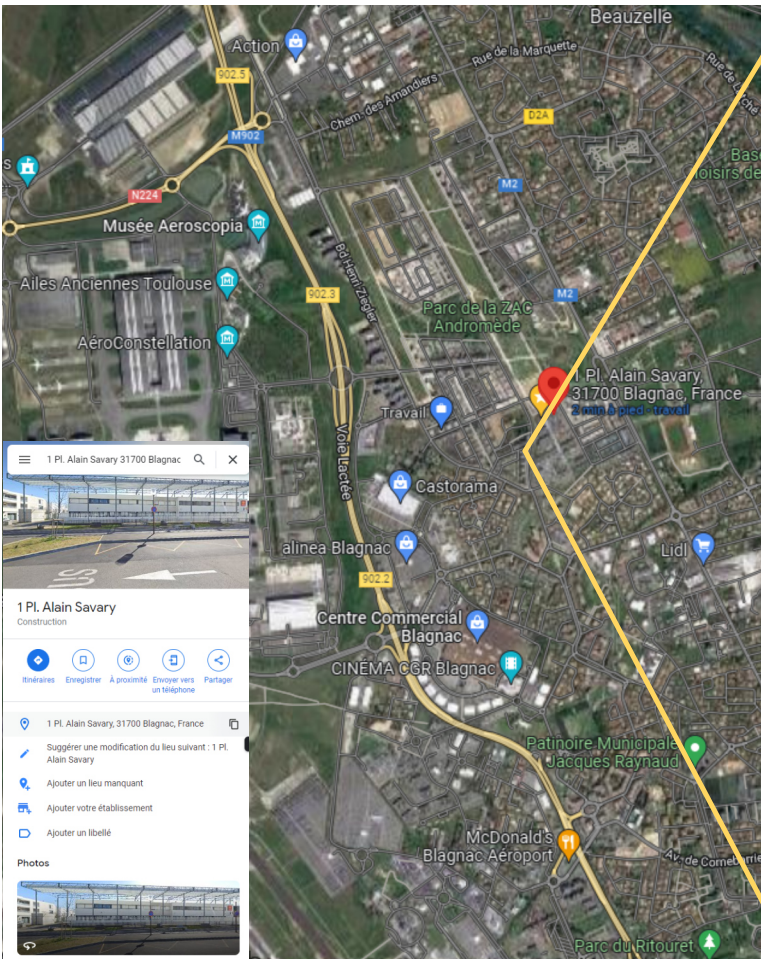 Beauzelle
Action
Rue de la Marquette
902.5
Chem. des Amandiers
D2A
M902
M2
N224
Musée Aeroscopia
Bd Henri Ziegler
Ailes Anciennes Toulouse
902.3
M2
Parc de la ZAC
Andromède
AéroConstellation
1 Pl. Alain Savary,
31700 Blagnac, France
2 min à pied - travail
Travail
Voie Lactée
Castorama
alinea Blagnac
Lidl
902.2
Centre Commercial
Blagnac
CINEMA CGR Blagnac
Patinoire Municipale
Jacques Raynaud
McDonald's
Blagnac Aéroport
Av. de Cornebarrie
Parc du Ritouret
1 Pl. Alain Savary 31700 Blagnac
BUS
1 Pl. Alain Savary
Construction
Itinéraires
Enregistrer
À proximité
Envoyer vers
un téléphone
Partager
1 Pl. Alain Savary, 31700 Blagnac, France
Suggérer une modification du lieu suivant : 1 Pl.
Alain Savary
Ajouter un lieu manquant
Ajouter votre établissement
Ajouter un libellé
Photos